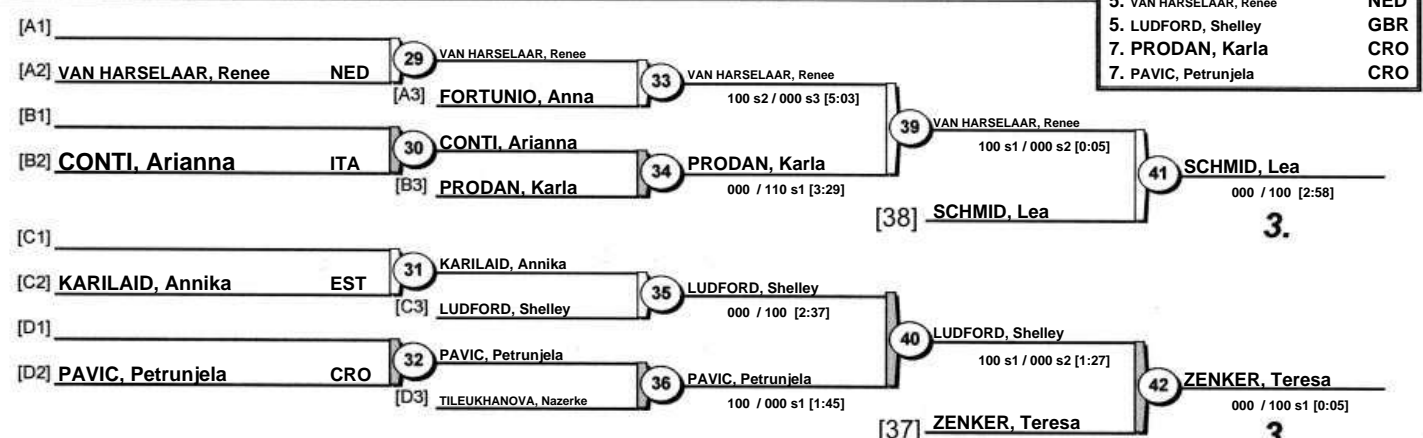 5. VAN HARSELAAR, Renee NED
5. LUDFORD, Shelley GBR
7. PRODAN, Karla CRO
7. PAVIC, Petrunjela CRO
[A1]
[A2] VAN HARSELAAR, Renee NED
29
VAN HARSELAAR, Renee
[A3] FORTUNIO, Anna
33
VAN HARSELAAR, Renee
100 s2 / 000 s3 [5:03]
[B1]
[B2] CONTI, Arianna ITA
30
CONTI, Arianna
[B3] PRODAN, Karla
34
PRODAN, Karla
000 / 110 s1 [3:29]
39
VAN HARSELAAR, Renee
100 s1 / 000 s2 [0:05]
[38] SCHMID, Lea
41
SCHMID, Lea
000 / 100 [2:58]
3.
[C1]
[C2] KARILAID, Annika EST
31
KARILAID, Annika
[C3] LUDFORD, Shelley
35
LUDFORD, Shelley
000 / 100 [2:37]
[D1]
[D2] PAVIC, Petrunjela CRO
32
PAVIC, Petrunjela
[D3] TILEUKHANOVA, Nazerke
36
PAVIC, Petrunjela
100 / 000 s1 [1:45]
40
LUDFORD, Shelley
100 s1 / 000 s2 [1:27]
[37] ZENKER, Teresa
42
ZENKER, Teresa
000 / 100 s1 [0:05]
3.